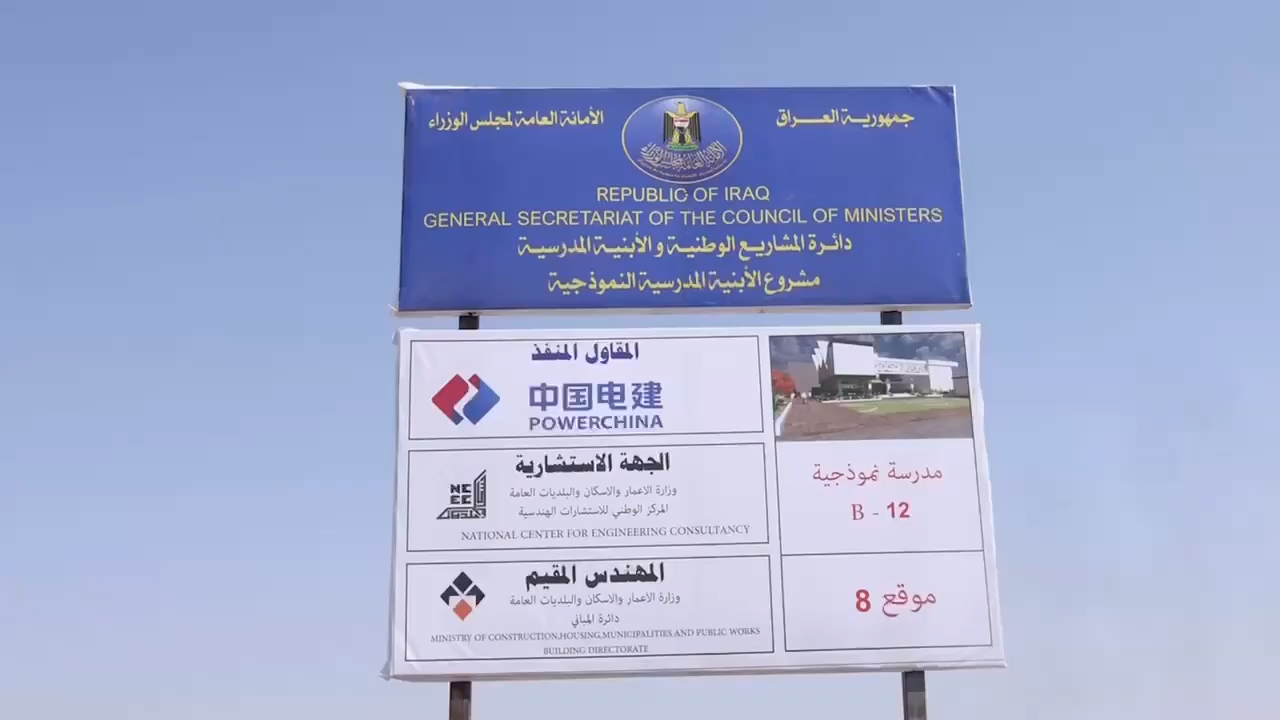 جمهورية العراق
الأمانة العامة لمجلس الوزراء
REPUBLIC OF IRAQ
GENERAL SECRETARIAT OF THE COUNCIL OF MINISTERS
دائرة المشاريع الوطنية والأبنية المدرسية
مشروع الأبنية المدرسية النموذجية
المقاول المنفذ
中国电建
POWERCHINA
الجهة الاستشارية
وزارة الاعمار والاسكان والبلديات العامة
المركز الوطني للاستشارات الهندسية
NATIONAL CENTER FOR ENGINEERING CONSULTANCY
المهندس المقيم
وزارة الاعمار والاسكان والبلديات العامة
دائرة المباني
MINISTRY OF CONSTRUCTION,HOUSING,MUNICIPALITIES AND PUBLIC WORKS
BUILDING DIRECTORATE
مدرسة نموذجية
B - 12
موقع 8